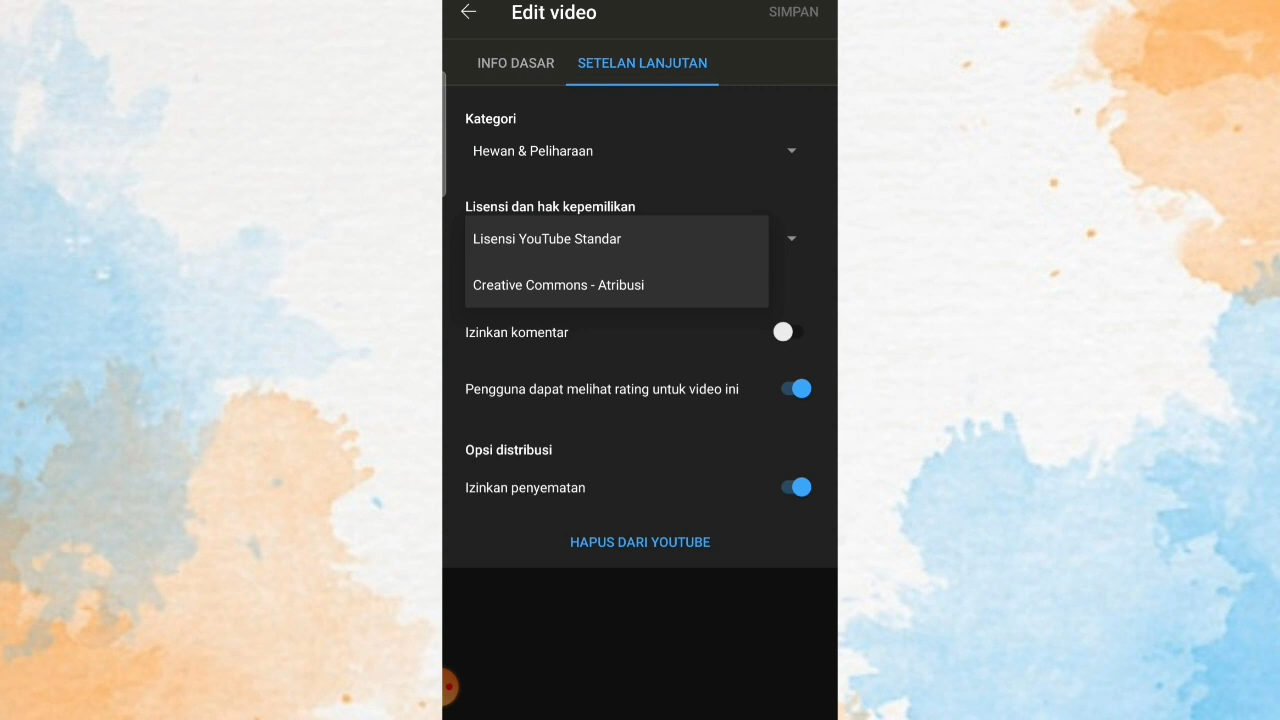 Edit video
SIMPAN
INFO DASAR
SETELAN LANJUTAN
Kategori
Hewan & Peliharaan
Lisensi dan hak kepemilikan
Lisensi YouTube Standar
Creative Commons - Atribusi
Izinkan komentar
Pengguna dapat melihat rating untuk video ini
Opsi distribusi
Izinkan penyematan
HAPUS DARI YOUTUBE